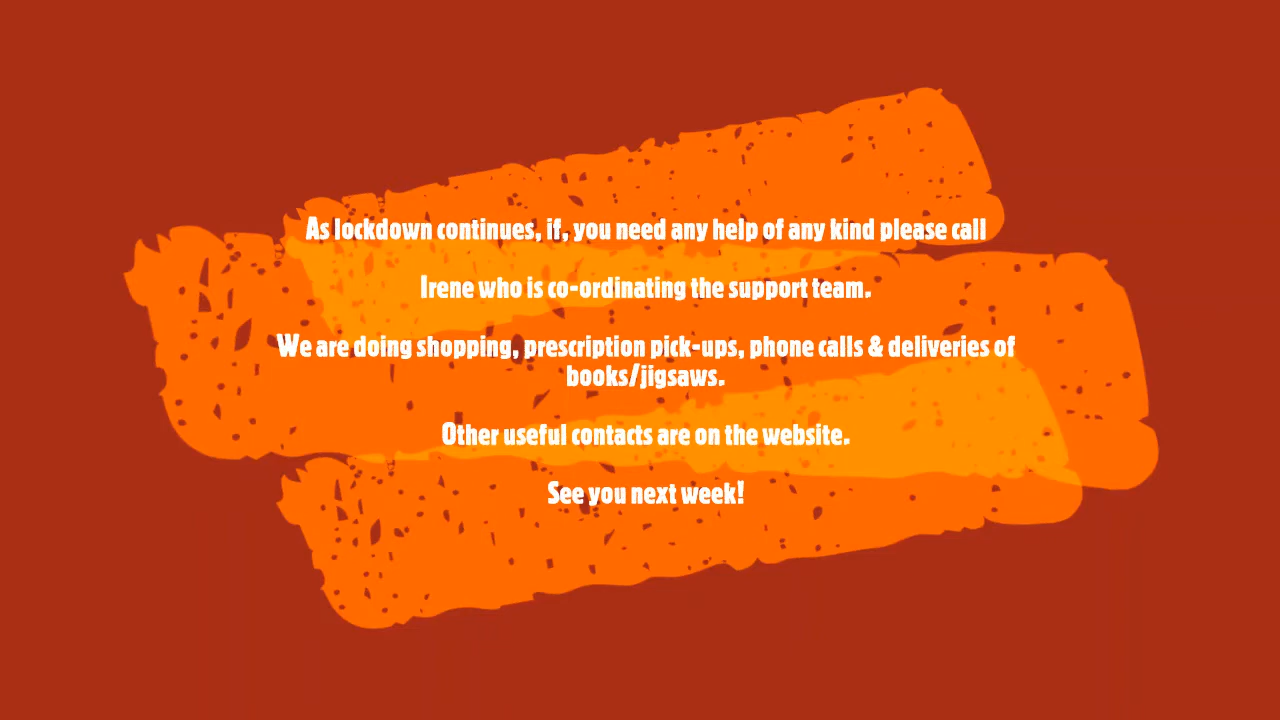 As lockdown continues, if, you need any help of any kind please call
Irene who is co-ordinating the support team.
We are doing shopping, prescription pick-ups, phone calls & deliveries of
books/jigsaws.
Other useful contacts are on the website.
See you next week!